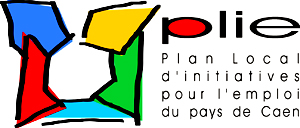 plie
Plan Local
d'initiatives
pour l'emploi
du pays de Caen